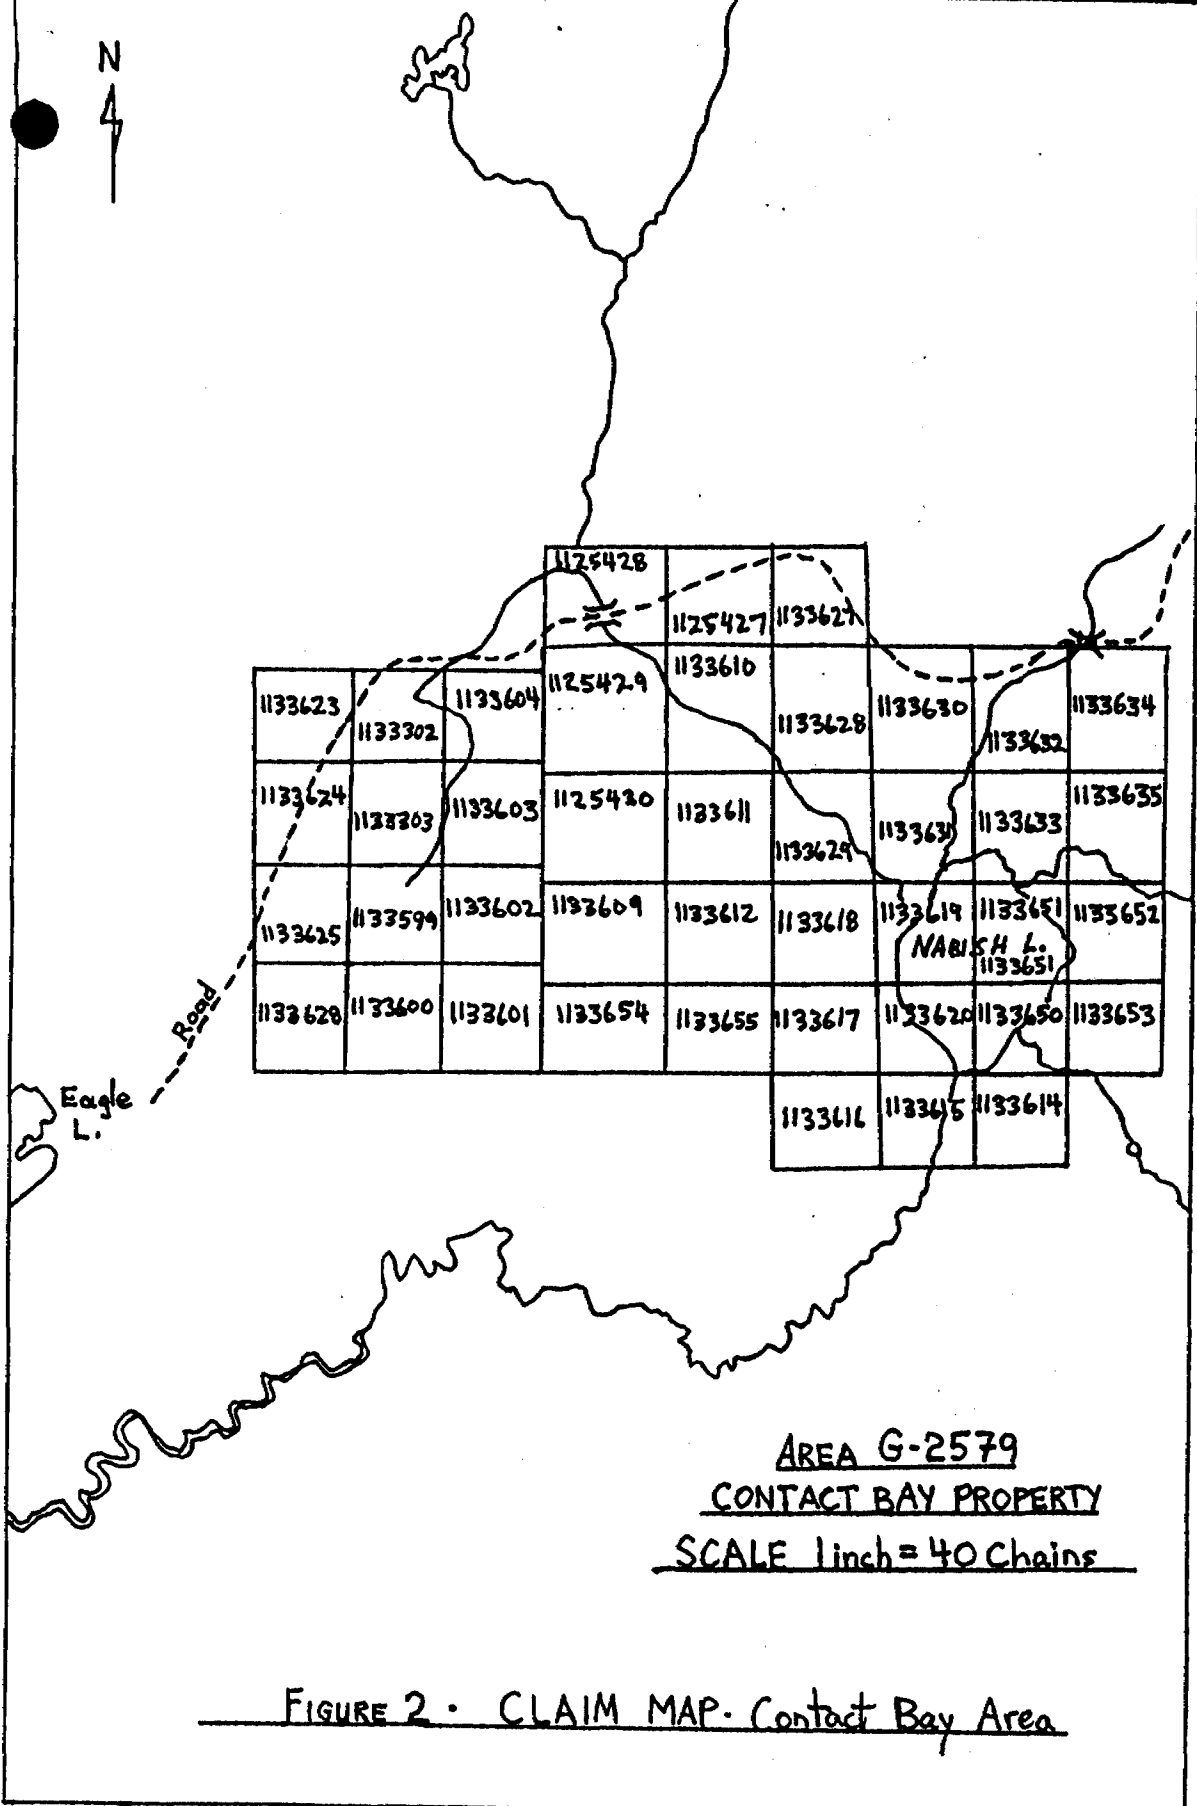 N
1125428
1125427 1133627
1133623 1133302 1133604 1125429 1133610 1133628 1133630 1133632 1133634
1133624 1133303 1133603 1125430 1133611 1133629 1133631 1133633 1133635
1133625 1133599 1133602 1133609 1133612 1133618 1133619 1133651 1133652
NABISH L.
1133651
1133628 1133600 1133601 1133654 1133655 1133617 1133620 1133650 1133653
Road
Eagle
L.
1133616 1133615 1133614
AREA G-2579
CONTACT BAY PROPERTY
SCALE 1 inch = 40 Chains
FIGURE 2. CLAIM MAP. Contact Bay Area